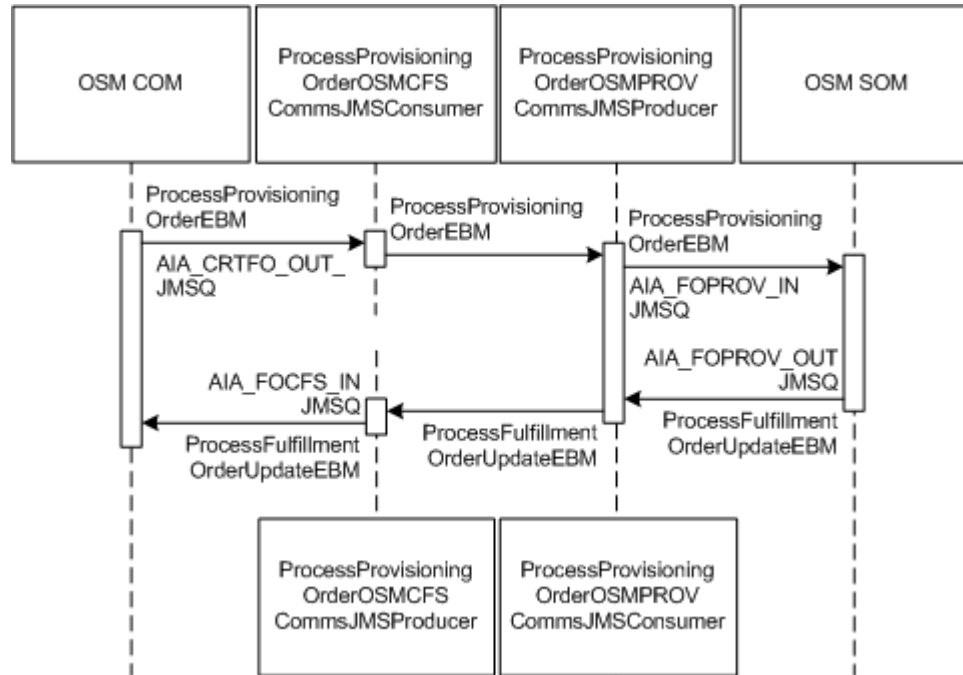 OSM COM
ProcessProvisioning
OrderOSMCFS
CommsJMSConsumer
ProcessProvisioning
OrderOSMPROV
CommsJMSProducer
OSM SOM
ProcessProvisioning
OrderEBM
AIA_CRTFO_OUT_
JMSQ
ProcessProvisioning
OrderEBM
ProcessProvisioning
OrderEBM
AIA_FOPROV_IN
JMSQ
AIA_FOPROV_OUT
JMSQ
ProcessFulfillment
OrderUpdateEBM
ProcessFulfillment
OrderUpdateEBM
AIA_FOCFS_IN
JMSQ
ProcessFulfillment
OrderUpdateEBM
ProcessProvisioning
OrderOSMCFS
CommsJMSProducer
ProcessProvisioning
OrderOSMPROV
CommsJMSConsumer